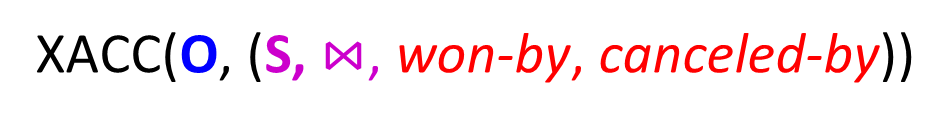 XACC(O, (S, ⋈, won-by, canceled-by))